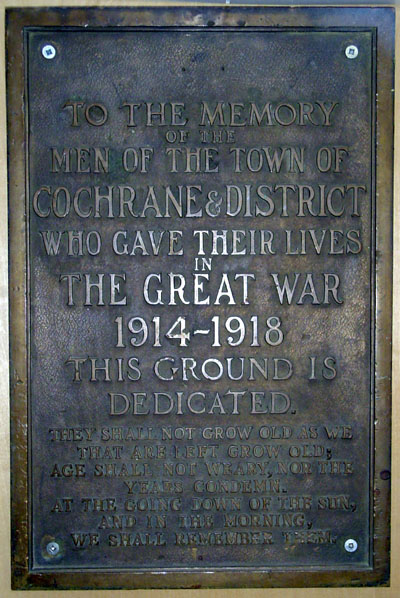 TO THE MEMORY
OF THE
MEN OF THE TOWN OF
COCHRANE & DISTRICT
WHO GAVE THEIR LIVES
IN
THE GREAT WAR
1914~1918
THIS GROUND IS
DEDICATED.
THEY SHALL NOT GROW OLD AS WE
THAT ARE LEFT GROW OLD;
AGE SHALL NOT WEARY, NOR THE
YEARS CONDEMN.
AT THE GOING DOWN OF THE SUN,
AND IN THE MORNING,
WE SHALL REMEMBER THEM.